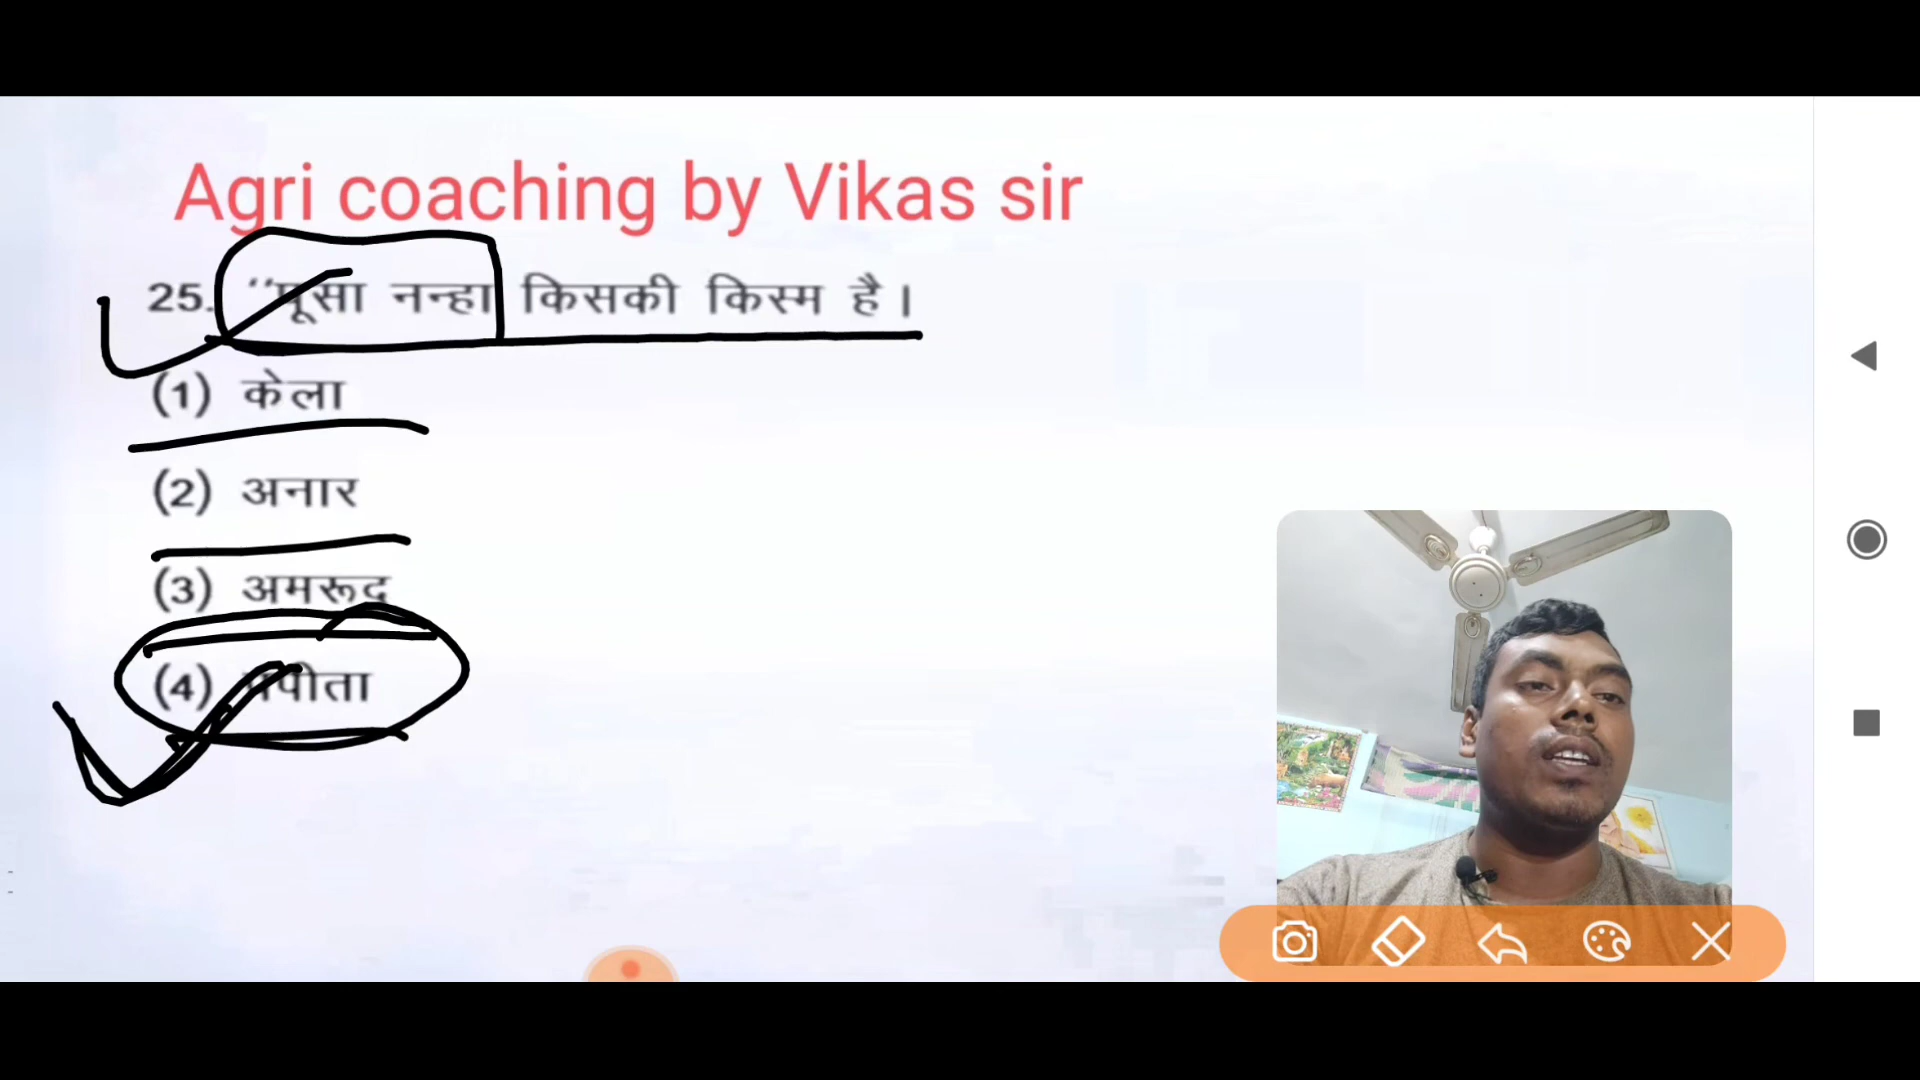 Agri coaching by Vikas sir
25. ‘‘पूसा नन्हा किसकी किस्म है।
(1) केला
(2) अनार
(3) अमरूद
(4) पपीता